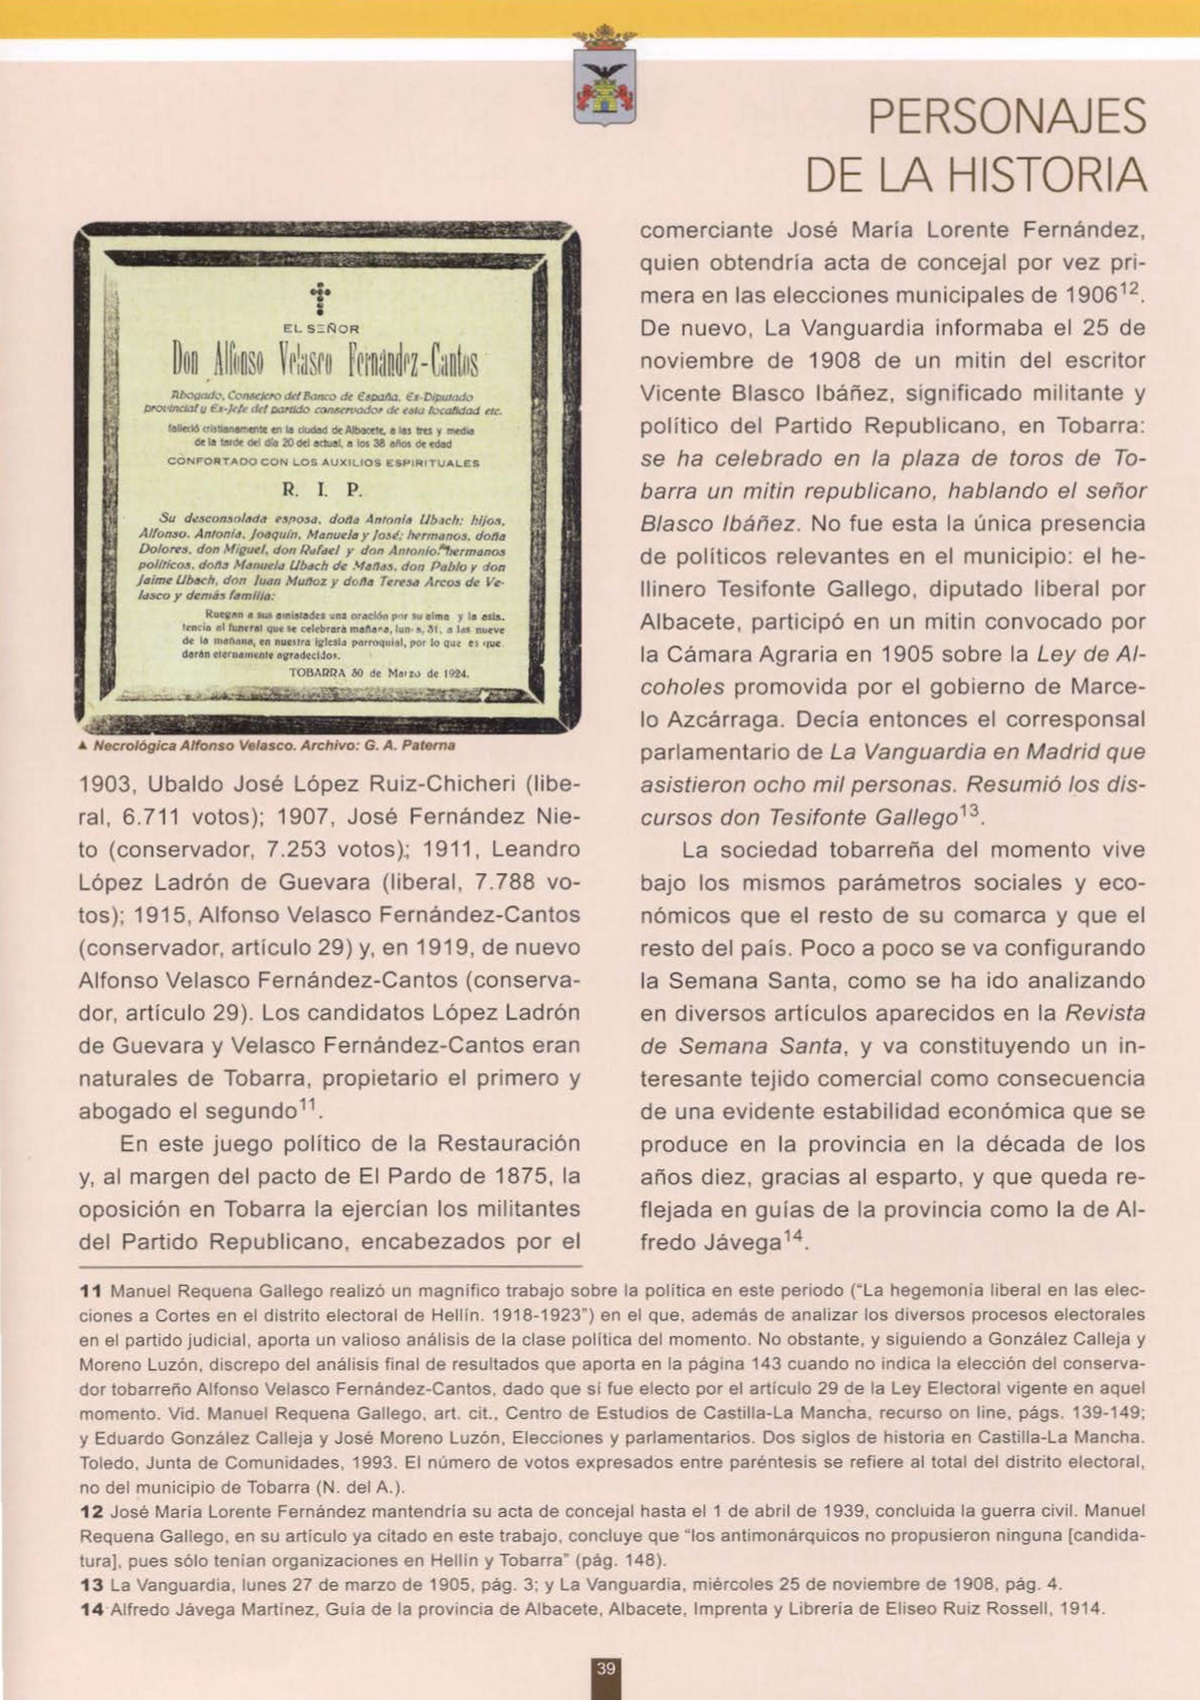 PERSONAJES
DE LA HISTORIA
EL SEÑOR
Don Alfonso Velasco Fernández-Cantos
Abogado, Consejero del Banco de España, Ex-Diputado
provincial y Ex-Jefe del partido conservador de esta localidad etc.
falleció cristianamente en la ciudad de Albacete, a las tres y media
de la tarde del día 20 del actual, a los 38 años de edad
CONFORTADO CON LOS AUXILIOS ESPIRITUALES
R. I. P.
Su desconsolada esposa, doña Antonia Ubach; hijos,
Alfonso, Antonia, Joaquín, Manuela y José; hermanos, doña
Dolores, don Miguel, don Rafael y don Antonio; hermanos
políticos, doña Manuela Ubach de Mañas, don Pablo y don
Jaime Ubach, don Juan Muñoz y doña Teresa Arcos de Ve-
lasco y demás familia:
Ruegan a sus amistades una oración por su alma y la asis-
tencia al funeral que se celebrará mañana, lunes, 31, a las nueve
de la mañana, en nuestra iglesia parroquial, por lo que es que-
darán eternamente agradecidos.
TOBARRA 30 de Marzo de 1924.
▲ Necrológica Alfonso Velasco. Archivo: G. A. Paterna
1903, Ubaldo José López Ruiz-Chicheri (libe-
ral, 6.711 votos); 1907, José Fernández Nie-
to (conservador, 7.253 votos); 1911, Leandro
López Ladrón de Guevara (liberal, 7.788 vo-
tos); 1915, Alfonso Velasco Fernández-Cantos
(conservador, artículo 29) y, en 1919, de nuevo
Alfonso Velasco Fernández-Cantos (conserva-
dor, artículo 29). Los candidatos López Ladrón
de Guevara y Velasco Fernández-Cantos eran
naturales de Tobarra, propietario el primero y
abogado el segundo11.
En este juego político de la Restauración
y, al margen del pacto de El Pardo de 1875, la
oposición en Tobarra la ejercían los militantes
del Partido Republicano, encabezados por el
comerciante José María Lorente Fernández,
quien obtendría acta de concejal por vez pri-
mera en las elecciones municipales de 190612.
De nuevo, La Vanguardia informaba el 25 de
noviembre de 1908 de un mitin del escritor
Vicente Blasco Ibáñez, significado militante y
político del Partido Republicano, en Tobarra:
se ha celebrado en la plaza de toros de To-
barra un mitin republicano, hablando el señor
Blasco Ibáñez. No fue esta la única presencia
de políticos relevantes en el municipio: el he-
llinero Tesifonte Gallego, diputado liberal por
Albacete, participó en un mitin convocado por
la Cámara Agraria en 1905 sobre la Ley de Al-
coholes promovida por el gobierno de Marce-
lo Azcárraga. Decía entonces el corresponsal
parlamentario de La Vanguardia en Madrid que
asistieron ocho mil personas. Resumió los dis-
cursos don Tesifonte Gallego13.
La sociedad tobarreña del momento vive
bajo los mismos parámetros sociales y eco-
nómicos que el resto de su comarca y que el
resto del país. Poco a poco se va configurando
la Semana Santa, como se ha ido analizando
en diversos artículos aparecidos en la Revista
de Semana Santa, y va constituyendo un in-
teresante tejido comercial como consecuencia
de una evidente estabilidad económica que se
produce en la provincia en la década de los
años diez, gracias al esparto, y que queda re-
flejada en guías de la provincia como la de Al-
fredo Jávega14.
11 Manuel Requena Gallego realizó un magnífico trabajo sobre la política en este periodo (“La hegemonía liberal en las elec-
ciones a Cortes en el distrito electoral de Hellín. 1918-1923”) en el que, además de analizar los diversos procesos electorales
en el partido judicial, aporta un valioso análisis de la clase política del momento. No obstante, y siguiendo a González Calleja y
Moreno Luzón, discrepo del análisis final de resultados que aporta en la página 143 cuando no indica la elección del conserva-
dor tobarreño Alfonso Velasco Fernández-Cantos, dado que sí fue electo por el artículo 29 de la Ley Electoral vigente en aquel
momento. Vid. Manuel Requena Gallego, art. cit., Centro de Estudios de Castilla-La Mancha, recurso on line, págs. 139-149;
y Eduardo González Calleja y José Moreno Luzón, Elecciones y parlamentarios. Dos siglos de historia en Castilla-La Mancha.
Toledo, Junta de Comunidades, 1993. El número de votos expresados entre paréntesis se refiere al total del distrito electoral,
no del municipio de Tobarra (N. del A.).
12 José María Lorente Fernández mantendría su acta de concejal hasta el 1 de abril de 1939, concluida la guerra civil. Manuel
Requena Gallego, en su artículo ya citado en este trabajo, concluye que “los antimonárquicos no propusieron ninguna [candida-
tura], pues sólo tenían organizaciones en Hellín y Tobarra” (pág. 148).
13 La Vanguardia, lunes 27 de marzo de 1905, pág. 3; y La Vanguardia, miércoles 25 de noviembre de 1908, pág. 4.
14 Alfredo Jávega Martínez, Guía de la provincia de Albacete, Albacete, Imprenta y Librería de Eliseo Ruiz Rossell, 1914.
39